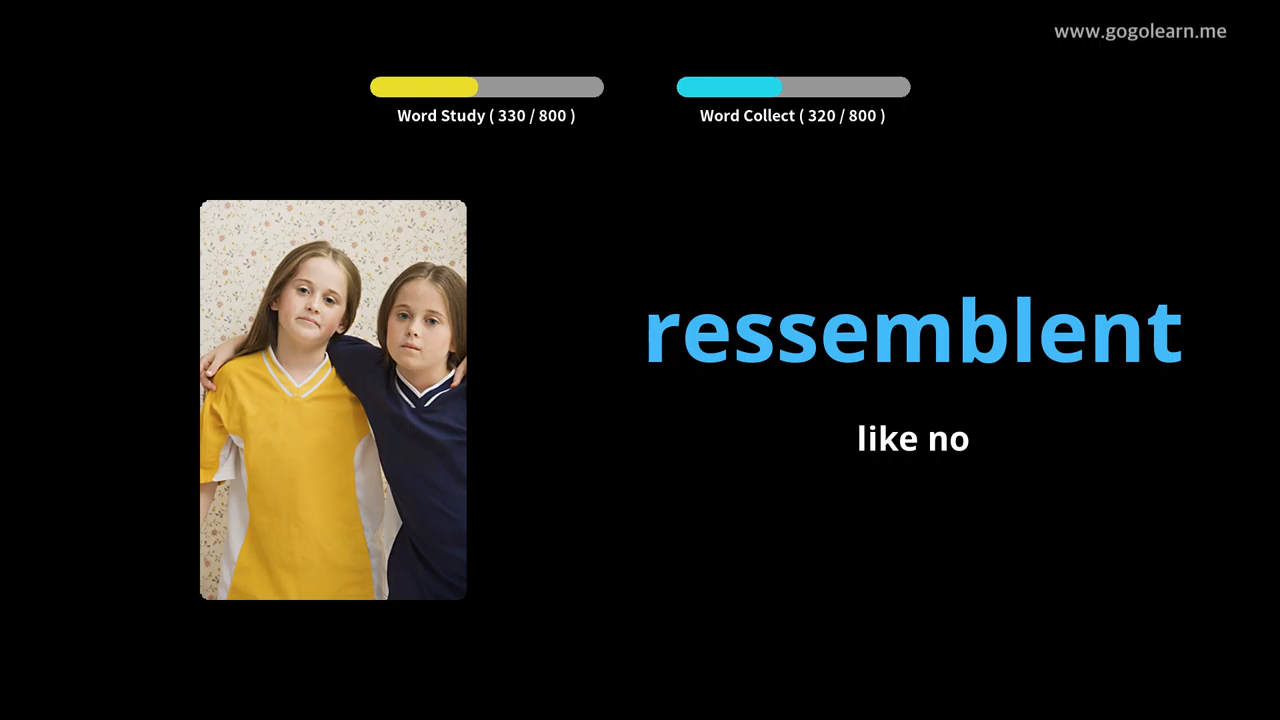 www.gogolearn.me
Word Study ( 330 / 800 )
Word Collect ( 320 / 800 )
ressemblent
like no